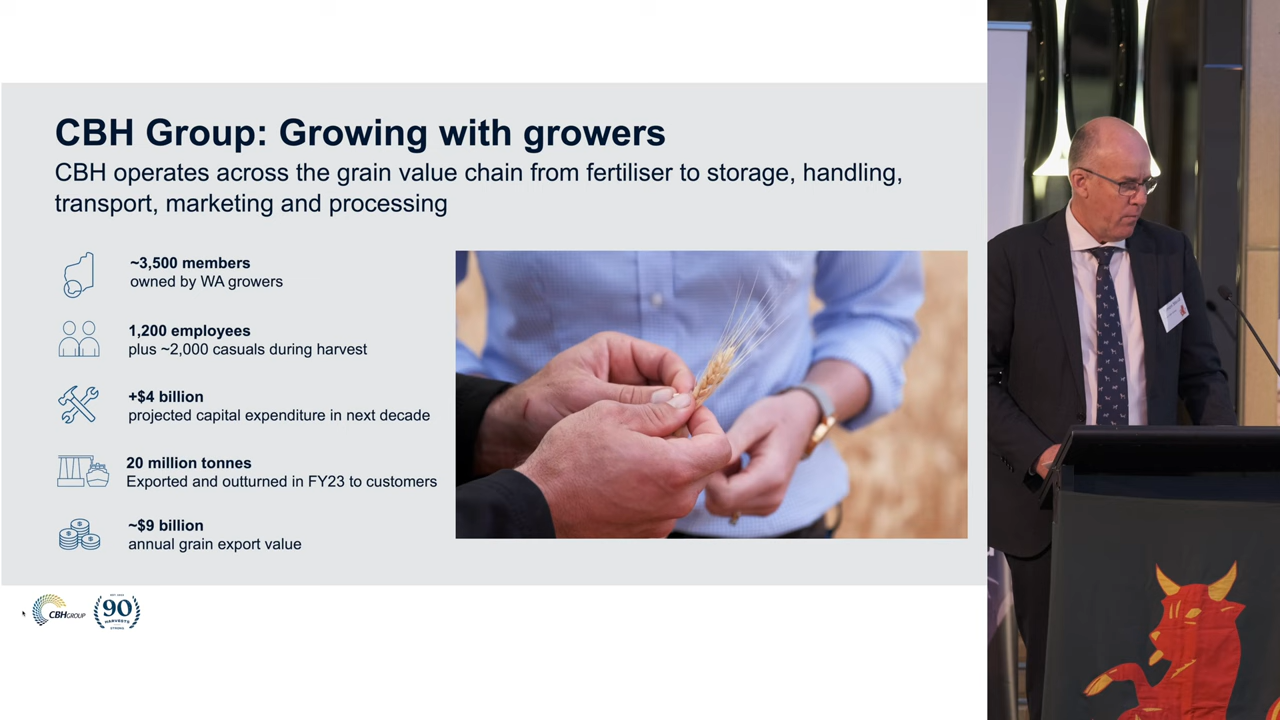 CBH Group: Growing with growers
CBH operates across the grain value chain from fertiliser to storage, handling,
transport, marketing and processing
~3,500 members
owned by WA growers
1,200 employees
plus ~2,000 casuals during harvest
+$4 billion
projected capital expenditure in next decade
20 million tonnes
Exported and outturned in FY23 to customers
~$9 billion
annual grain export value
CBHGROUP
90
HARVESTS
STRONG